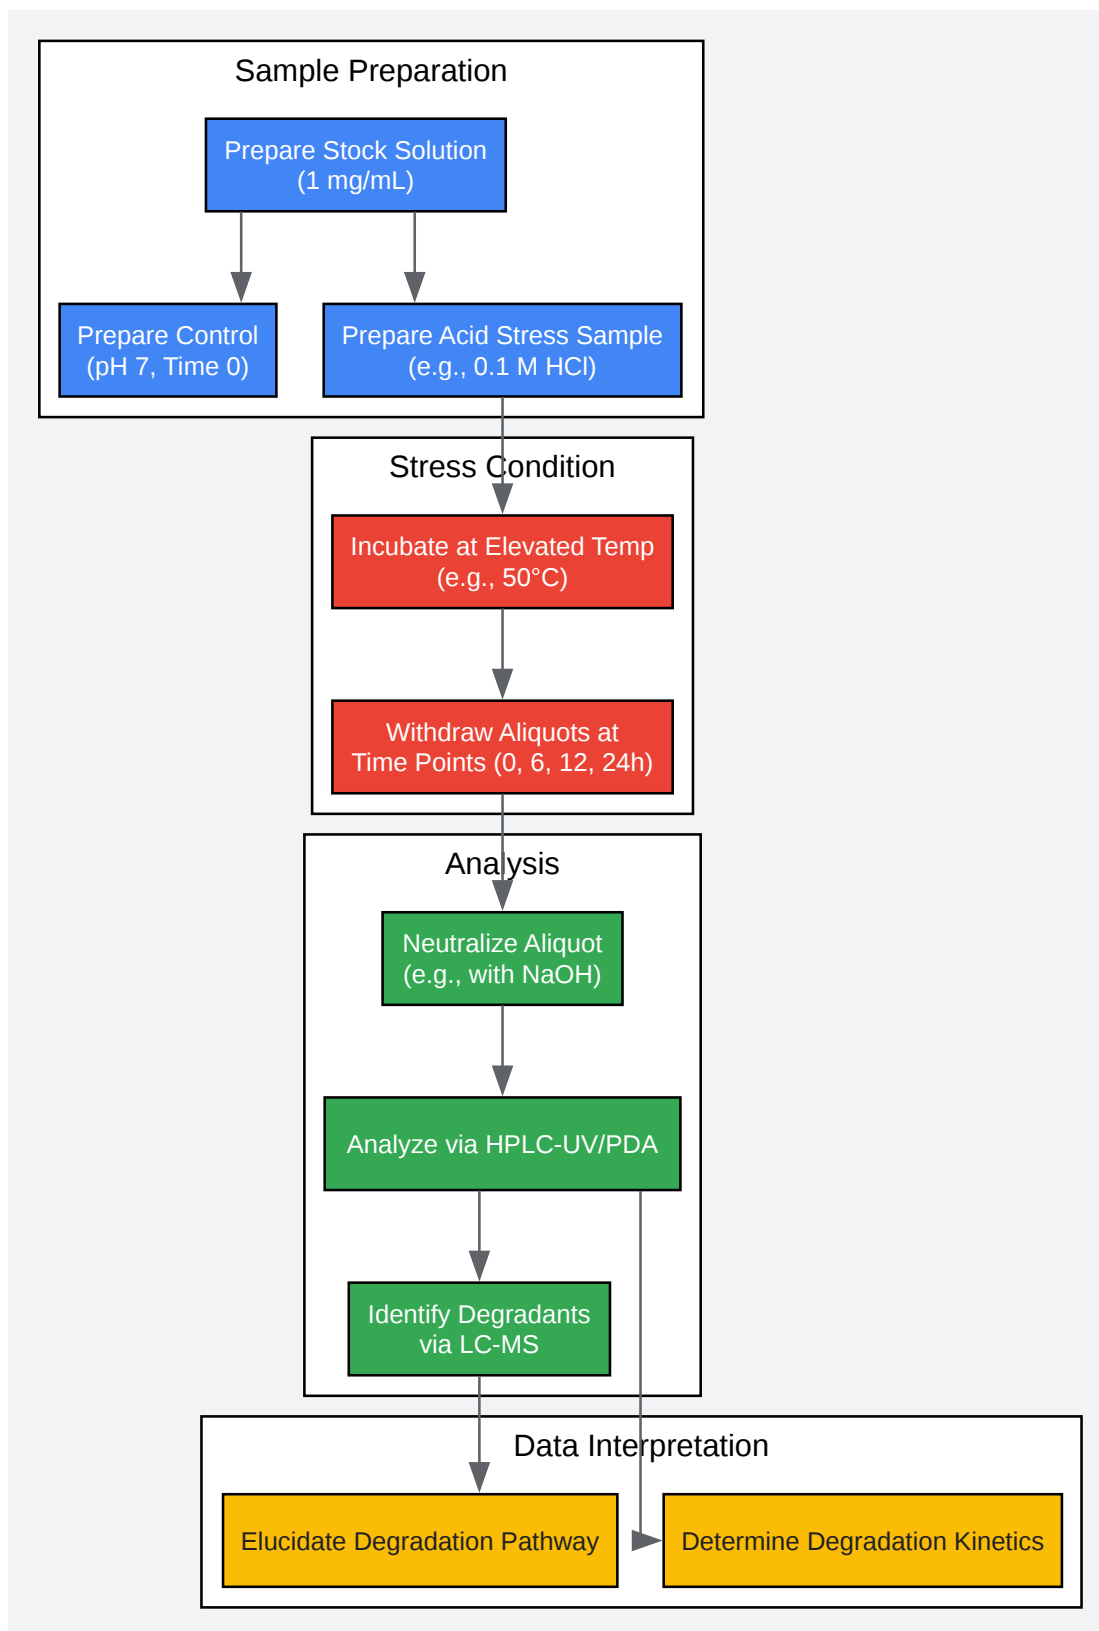 Sample Preparation
Prepare Stock Solution
(1 mg/mL)
Prepare Control
(pH 7, Time 0)
Prepare Acid Stress Sample
(e.g., 0.1 M HCl)
Stress Condition
Incubate at Elevated Temp
(e.g., 50°C)
Withdraw Aliquots at
Time Points (0, 6, 12, 24h)
Analysis
Neutralize Aliquot
(e.g., with NaOH)
Analyze via HPLC-UV/PDA
Identify Degradants
via LC-MS
Data Interpretation
Elucidate Degradation Pathway
Determine Degradation Kinetics